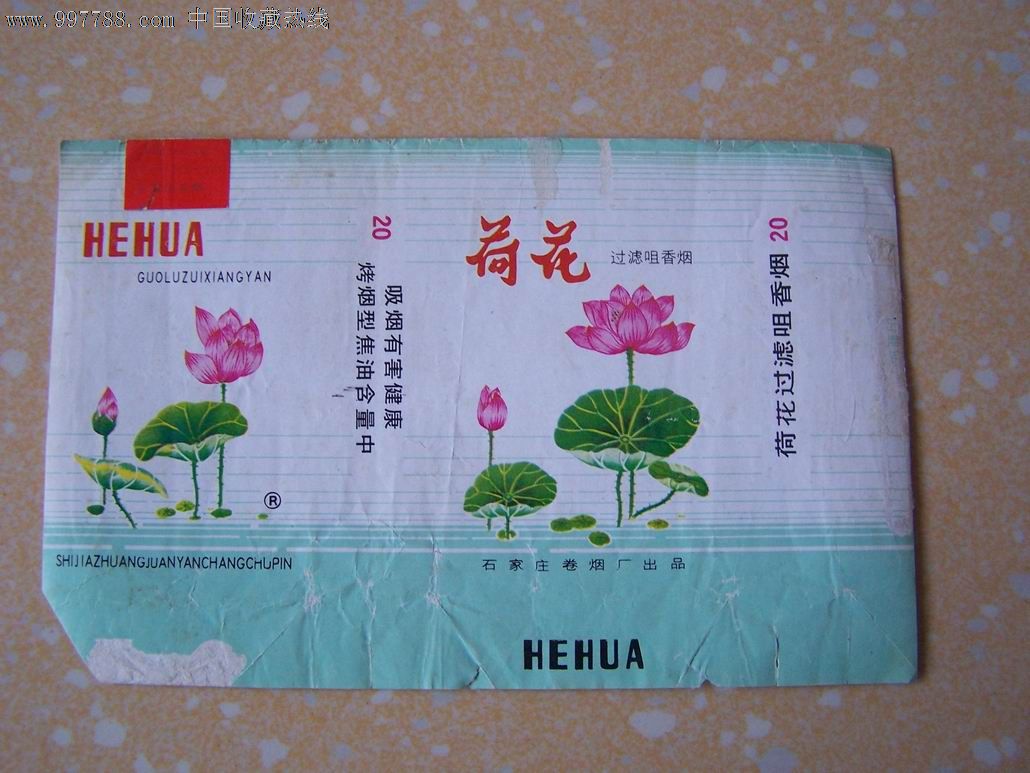 www.997788.com 中国收藏热线
HEHUA
GUOLUZUIXIANGYAN
®
SHIJIAZHUANGJUANYANCHANGCHUPIN
20
吸烟有害健康
烤烟型焦油含量中
荷花
过滤咀香烟
石家庄卷烟厂出品
HEHUA
荷花过滤咀香烟 20